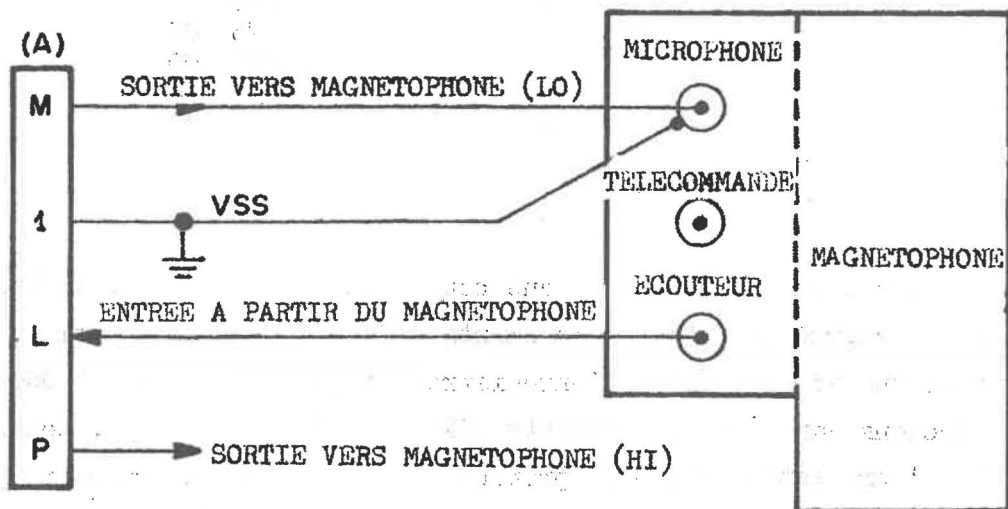 (A)
MICROPHONE
M
SORTIE VERS MAGNETOPHONE (LO)
TELECOMMANDE
1
VSS
MAGNETOPHONE
ECOUTEUR
L
ENTREE A PARTIR DU MAGNETOPHONE
P
SORTIE VERS MAGNETOPHONE (HI)